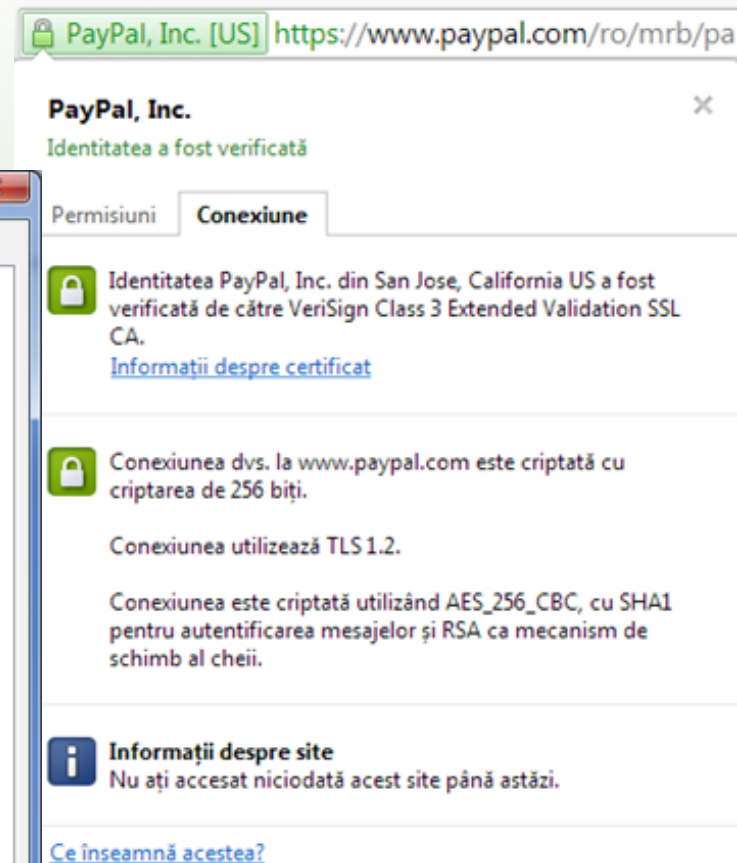 PayPal, Inc. [US] https://www.paypal.com/ro/mrb/pa
PayPal, Inc.
Identitatea a fost verificată
Permisiuni Conexiune
Identitatea PayPal, Inc. din San Jose, California US a fost
verificată de către VeriSign Class 3 Extended Validation SSL
CA.
Informații despre certificat
Conexiunea dvs. la www.paypal.com este criptată cu
criptarea de 256 biți.
Conexiunea utilizează TLS 1.2.
Conexiunea este criptată utilizând AES_256_CBC, cu SHA1
pentru autentificarea mesajelor și RSA ca mecanism de
schimb al cheii.
Informații despre site
Nu ați accesat niciodată acest site până astăzi.
Ce înseamnă acestea?